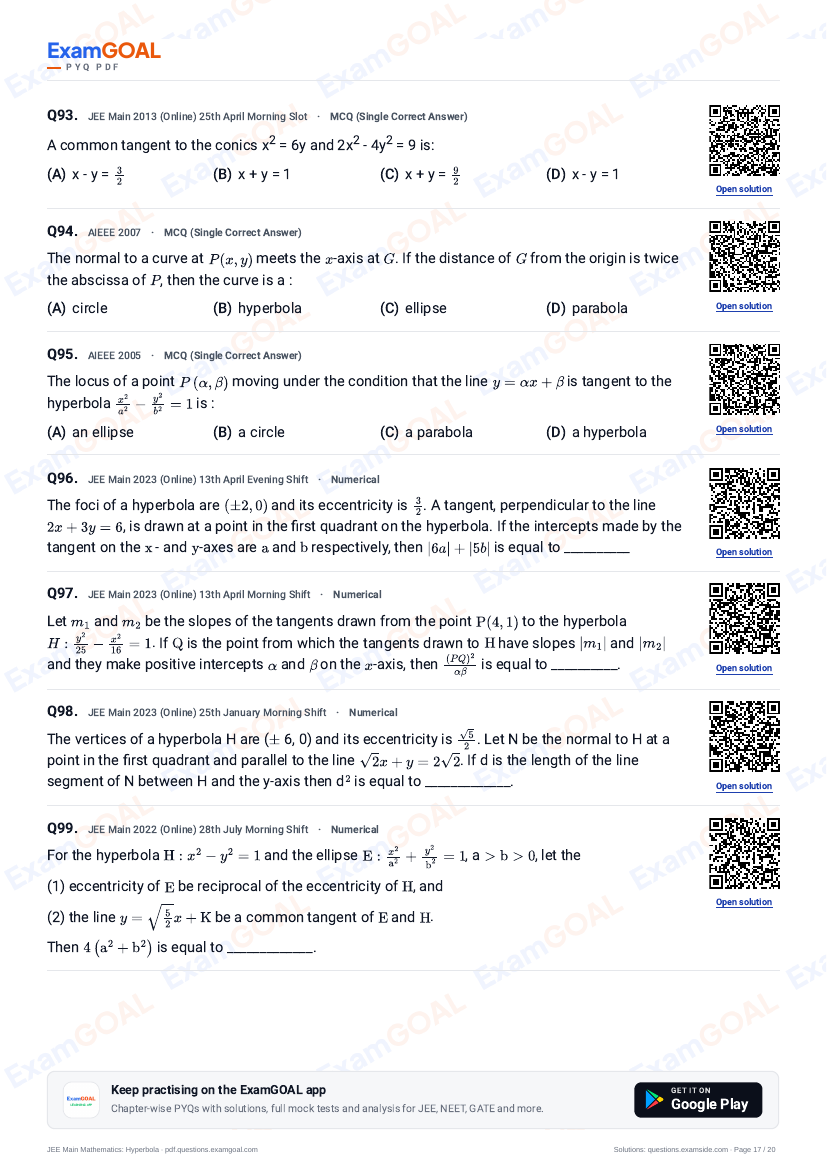 ExamGOAL
PYQ PDF
Q93. JEE Main 2013 (Online) 25th April Morning Slot · MCQ (Single Correct Answer)
A common tangent to the conics x² = 6y and 2x² - 4y² = 9 is:
(A) x - y = 3/2 (B) x + y = 1 (C) x + y = 9/2 (D) x - y = 1
Open solution
Q94. AIEEE 2007 · MCQ (Single Correct Answer)
The normal to a curve at P(x, y) meets the x-axis at G. If the distance of G from the origin is twice
the abscissa of P, then the curve is a :
(A) circle (B) hyperbola (C) ellipse (D) parabola
Open solution
Q95. AIEEE 2005 · MCQ (Single Correct Answer)
The locus of a point P (α, β) moving under the condition that the line y = αx + β is tangent to the
hyperbola x²/a² − y²/b² = 1 is :
(A) an ellipse (B) a circle (C) a parabola (D) a hyperbola
Open solution
Q96. JEE Main 2023 (Online) 13th April Evening Shift · Numerical
The foci of a hyperbola are (±2, 0) and its eccentricity is 3/2. A tangent, perpendicular to the line
2x + 3y = 6, is drawn at a point in the first quadrant on the hyperbola. If the intercepts made by the
tangent on the x - and y-axes are a and b respectively, then |6a| + |5b| is equal to __________
Open solution
Q97. JEE Main 2023 (Online) 13th April Morning Shift · Numerical
Let m₁ and m₂ be the slopes of the tangents drawn from the point P(4, 1) to the hyperbola
H : y²/25 − x²/16 = 1. If Q is the point from which the tangents drawn to H have slopes |m₁| and |m₂|
and they make positive intercepts α and β on the x-axis, then (PQ)²/αβ is equal to __________.
Open solution
Q98. JEE Main 2023 (Online) 25th January Morning Shift · Numerical
The vertices of a hyperbola H are (± 6, 0) and its eccentricity is √5/2. Let N be the normal to H at a
point in the first quadrant and parallel to the line √2x + y = 2√2. If d is the length of the line
segment of N between H and the y-axis then d² is equal to _____________.
Open solution
Q99. JEE Main 2022 (Online) 28th July Morning Shift · Numerical
For the hyperbola H : x² − y² = 1 and the ellipse E : x²/a² + y²/b² = 1, a > b > 0, let the
(1) eccentricity of E be reciprocal of the eccentricity of H, and
(2) the line y = √(5/2)x + K be a common tangent of E and H.
Then 4 (a² + b²) is equal to _____________.
Open solution
Keep practising on the ExamGOAL app
Chapter-wise PYQs with solutions, full mock tests and analysis for JEE, NEET, GATE and more.
GET IT ON
Google Play
JEE Main Mathematics: Hyperbola · pdf.questions.examgoal.com
Solutions: questions.examside.com · Page 17 / 20